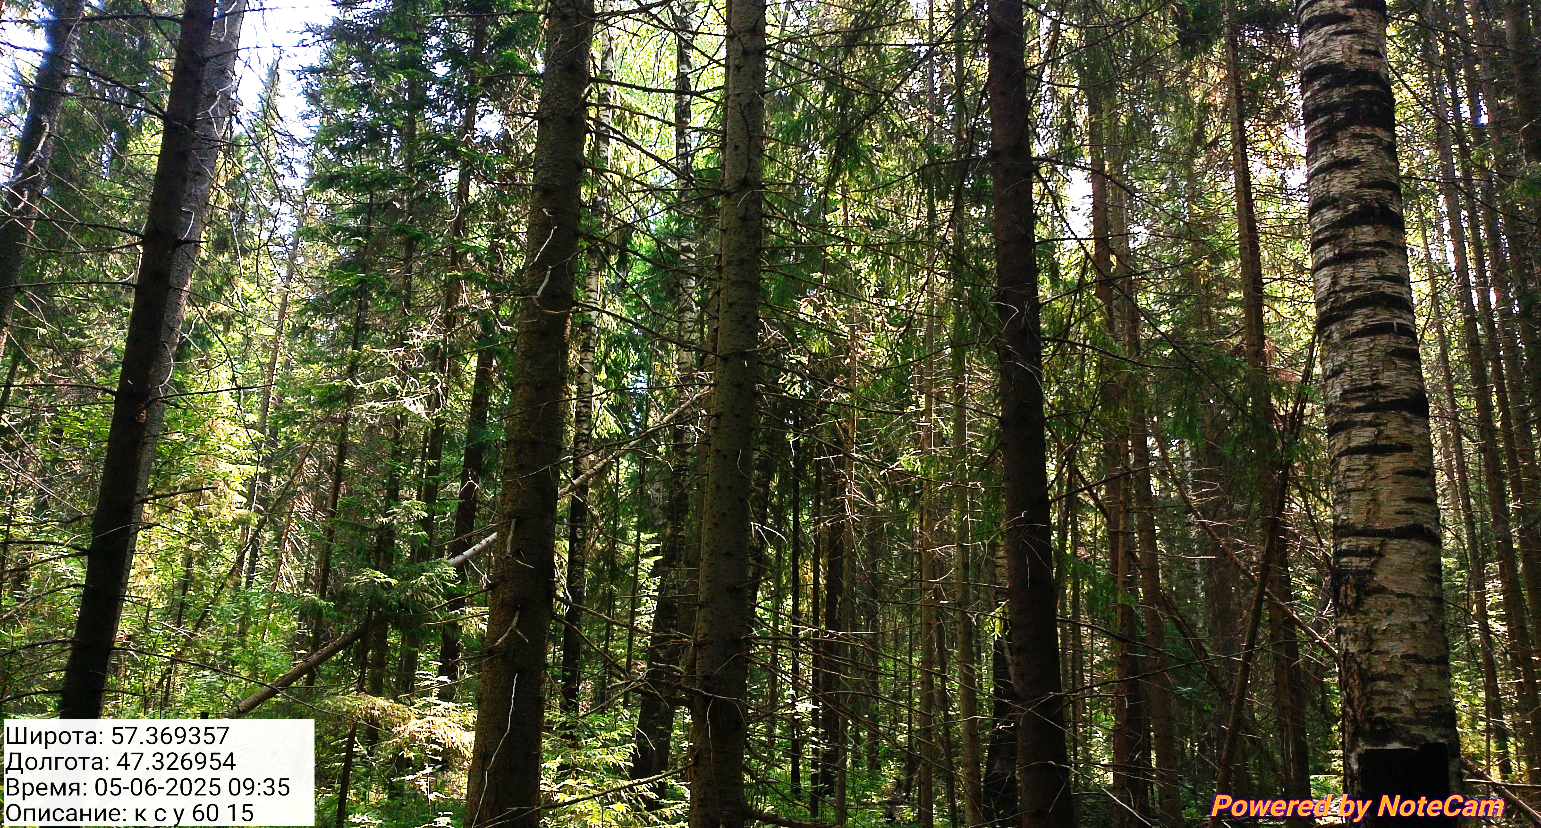 Широта: 57.369357
Долгота: 47.326954
Время: 05-06-2025 09:35
Описание: к с у 60 15
Powered by NoteCam